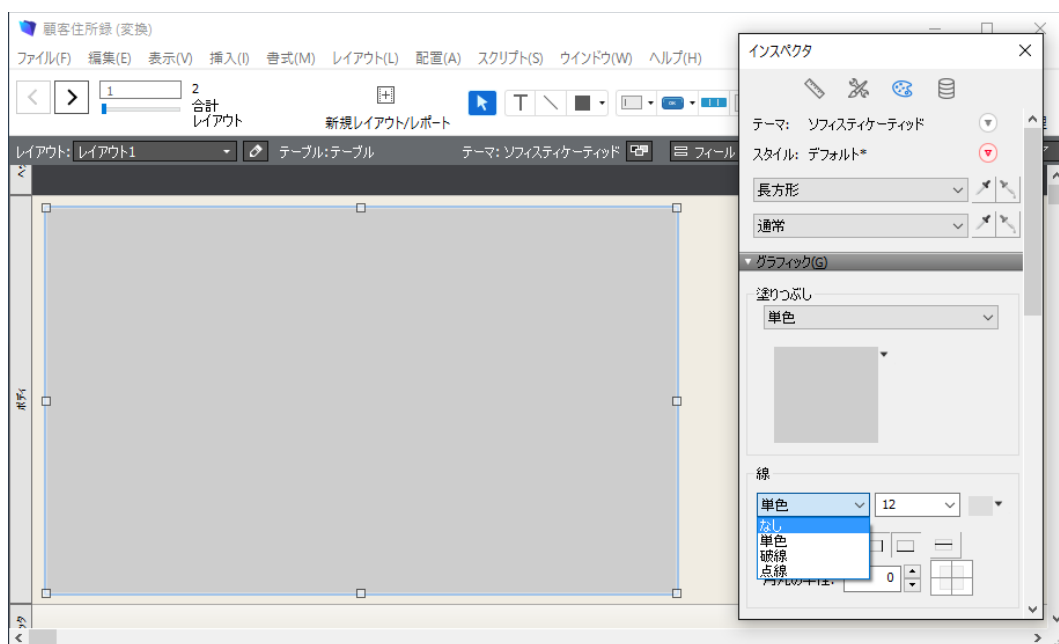 顧客住所録 (変換)
ファイル(F) 編集(E) 表示(V) 挿入(I) 書式(M) レイアウト(L) 配置(A) スクリプト(S) ウインドウ(W) ヘルプ(H)
1
2
合計
レイアウト
新規レイアウト/レポート
レイアウト: レイアウト1 テーブル:テーブル テーマ: ソフィスティケーティッド フィール
ボディ
インスペクタ
テーマ: ソフィスティケーティッド
スタイル: デフォルト*
長方形
通常
グラフィック(G)
塗りつぶし
単色
線
単色 12
なし
単色
破線
点線
0